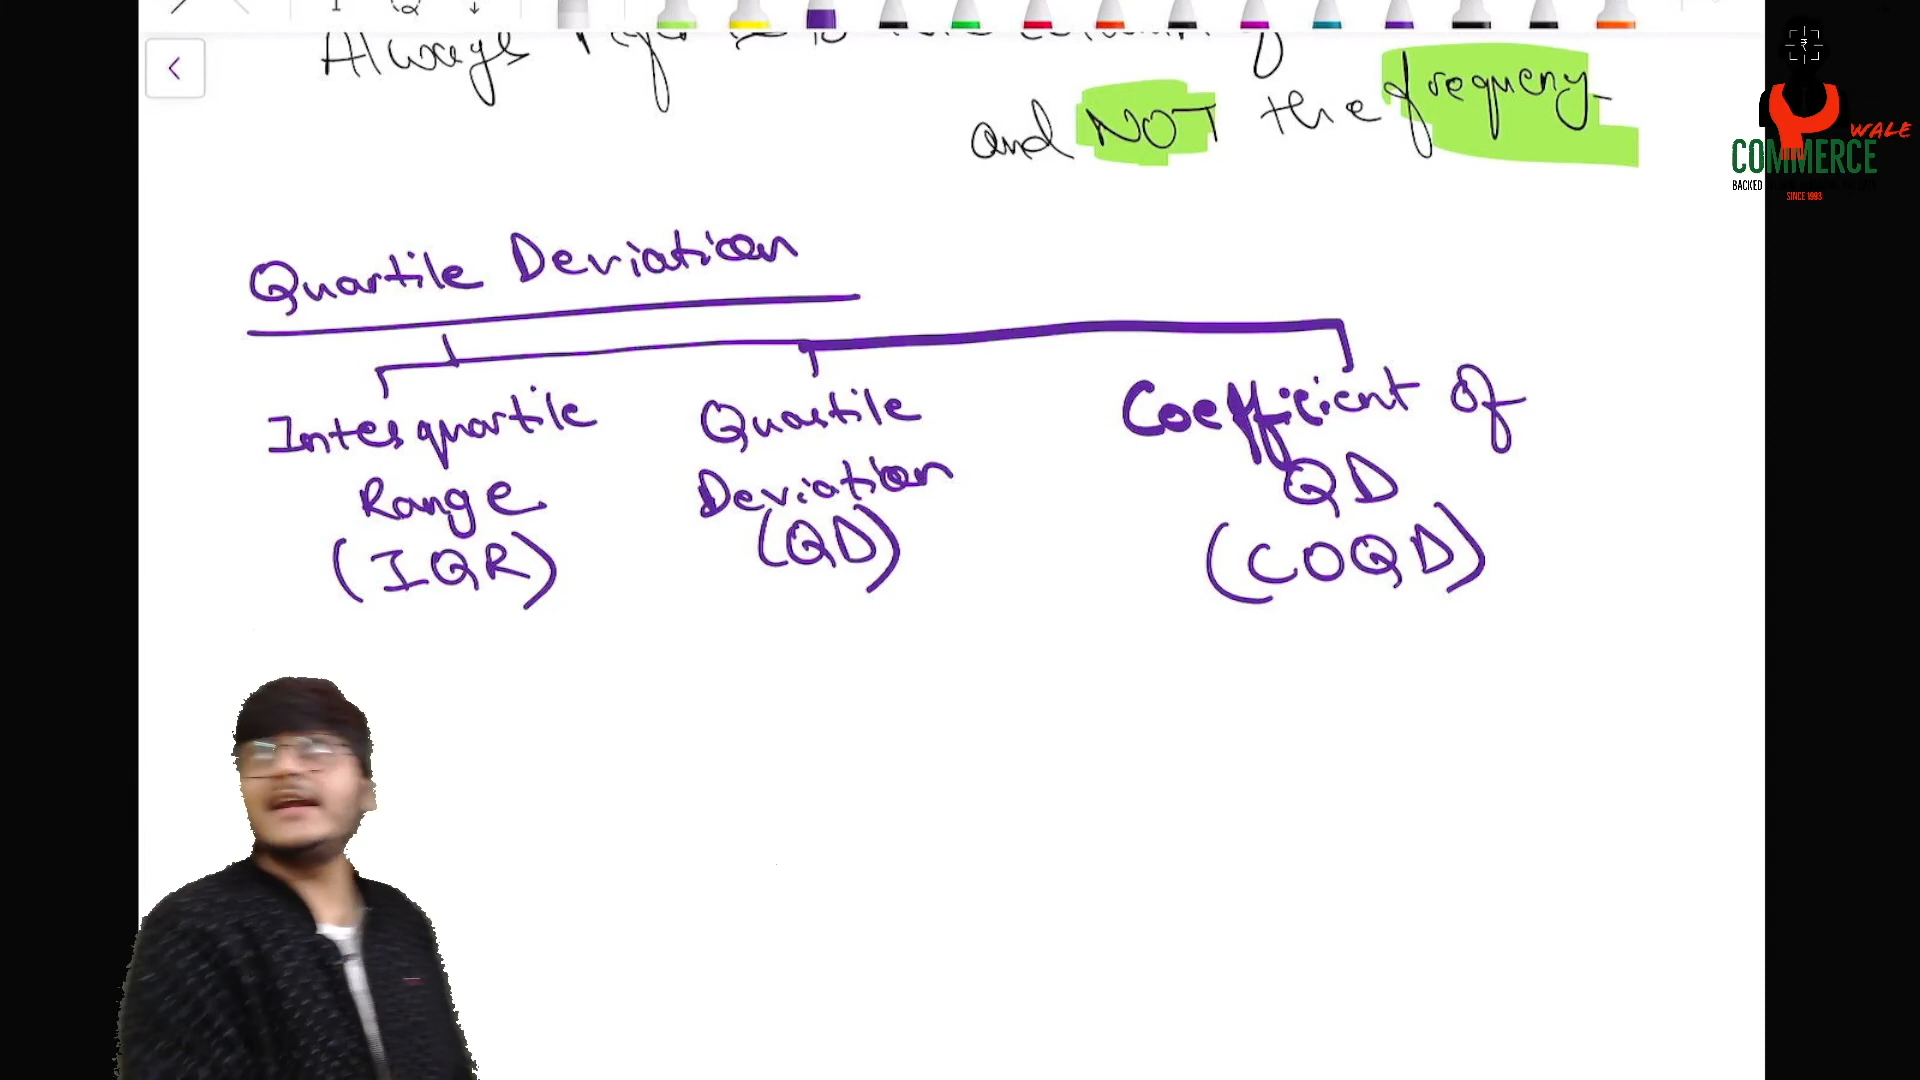 Always
and NOT the frequency
WALE
COMMERCE
BACKED
SINCE 1993
Quartile Deviation
Interquartile Quartile Coefficient of
Range Deviation QD
(IQR) (QD) (COQD)